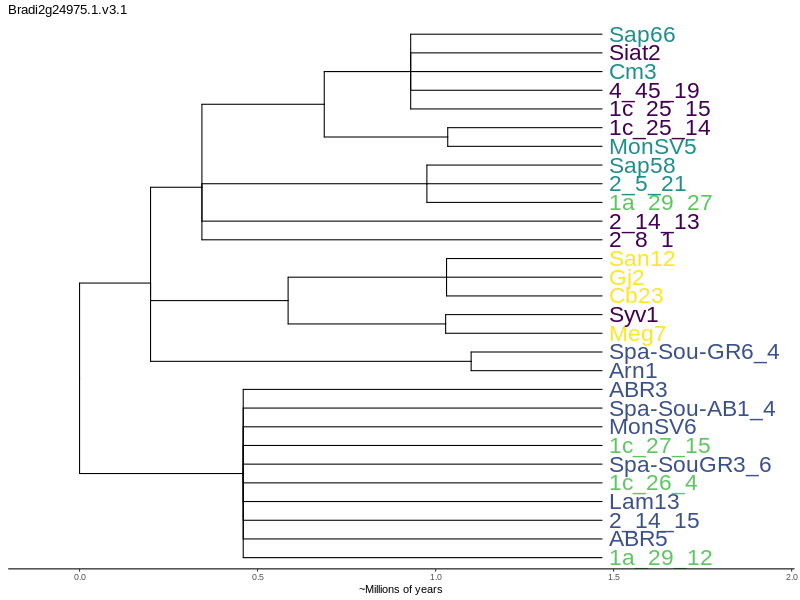 Bradi2g24975.1.v3.1
Sap66
Siat2
Cm3
4_45_19
1c_25_15
1c_25_14
MonSV5
Sap58
2_5_21
1a_29_27
2_14_13
2_8_1
San12
Gj2
Cb23
Syv1
Meg7
Spa-Sou-GR6_4
Arn1
ABR3
Spa-Sou-AB1_4
MonSV6
1c_27_15
Spa-SouGR3_6
1c_26_4
Lam13
2_14_15
ABR5
1a_29_12
0.0 0.5 1.0 1.5 2.0
~Millions of years